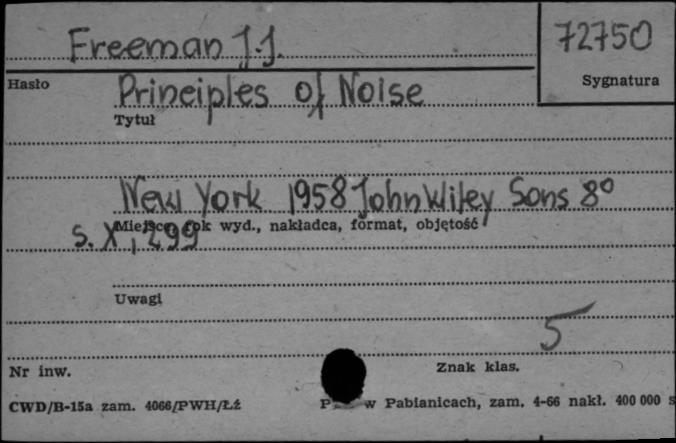 Freeman J.J.
72750
Hasło
Sygnatura
Principles of Noise
Tytuł
New York 1958 John Wiley Sons 8°
Miejsce, rok wyd., nakładca, format, objętość
s. X, 299
Uwagi
5
Nr inw.
Znak klas.
CWD/B-15a zam. 4066/PWH/Łź
w Pabianicach, zam. 4-66 nakł. 400 000 s